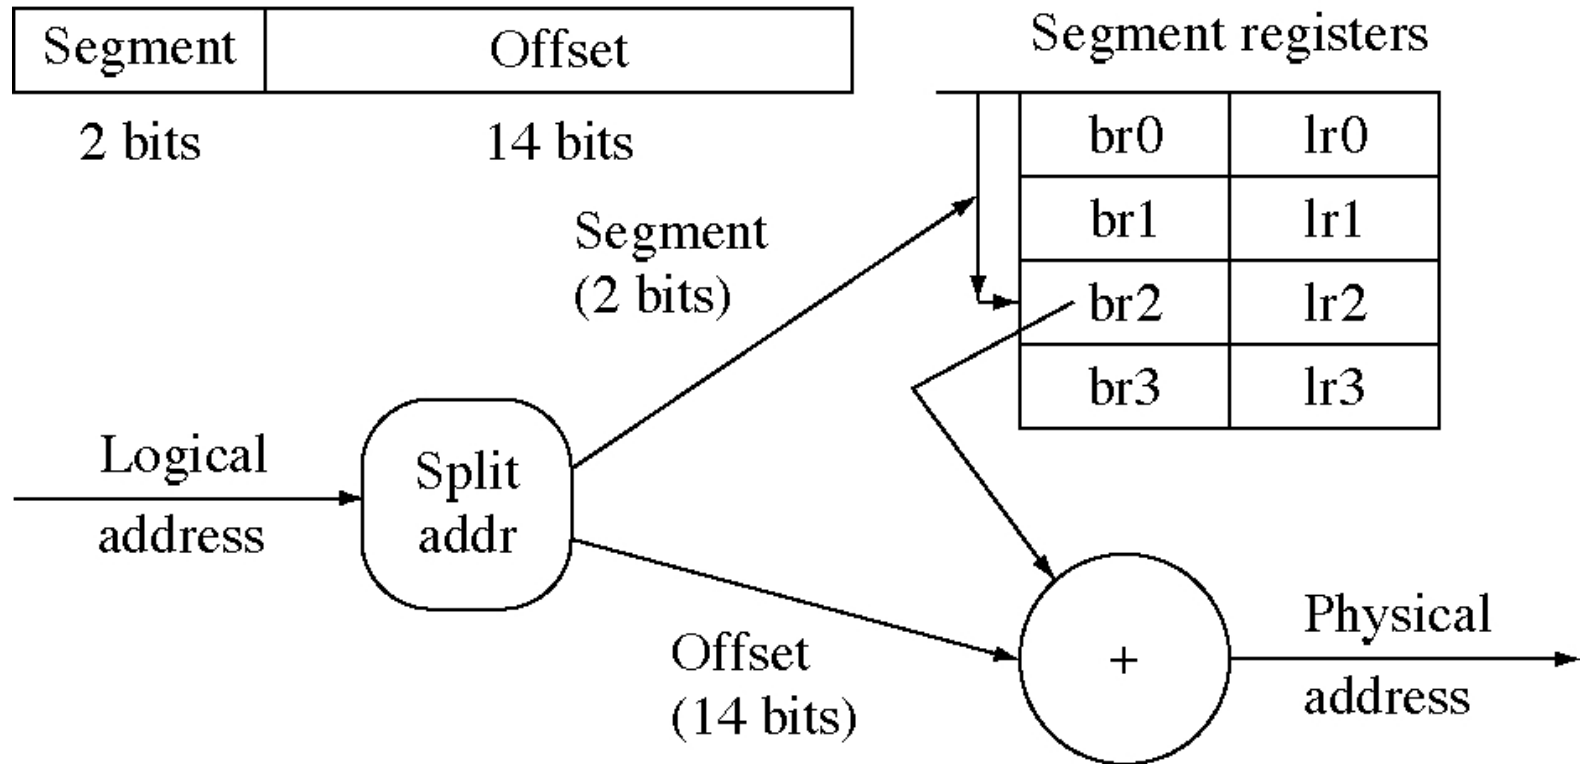 Segment Offset
2 bits 14 bits
Segment registers
br0 lr0
br1 lr1
br2 lr2
br3 lr3
Segment
(2 bits)
Logical
address
Split
addr
Offset
(14 bits)
+
Physical
address